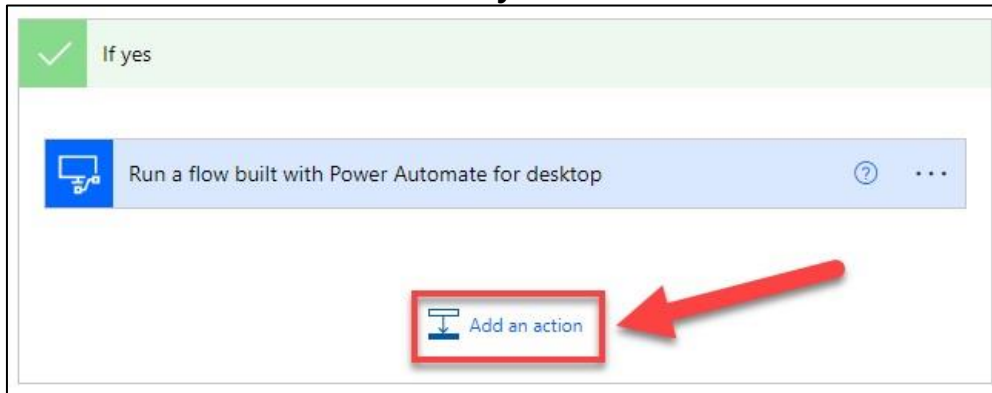 If yes
Run a flow built with Power Automate for desktop
Add an action